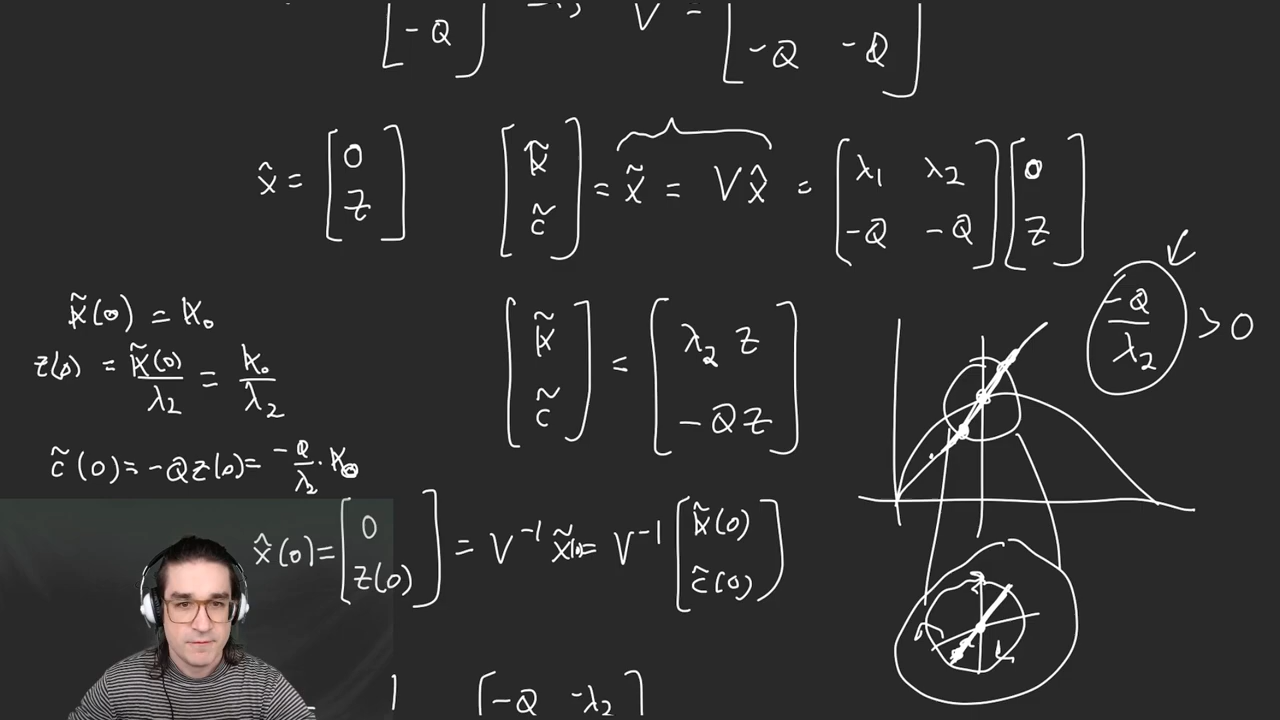 [-Q] V = [-Q -Q]
x̂ = [0 z] [k̃ c̃] = x̃ = Vx̂ = [λ₁ λ₂ -Q -Q] [0 z]
k̃(0) = k₀
z(0) = k̃(0)/λ₂ = k₀/λ₂
[k̃ c̃] = [λ₂ z -Qz]
-Q/λ₂ > 0
c̃(0) = -Qz(0) = -Q/λ₂ · k₀
x̂(0) = [0 z(0)] = V⁻¹ x̃(0) = V⁻¹ [k̃(0) c̃(0)]
[-Q -λ₂]